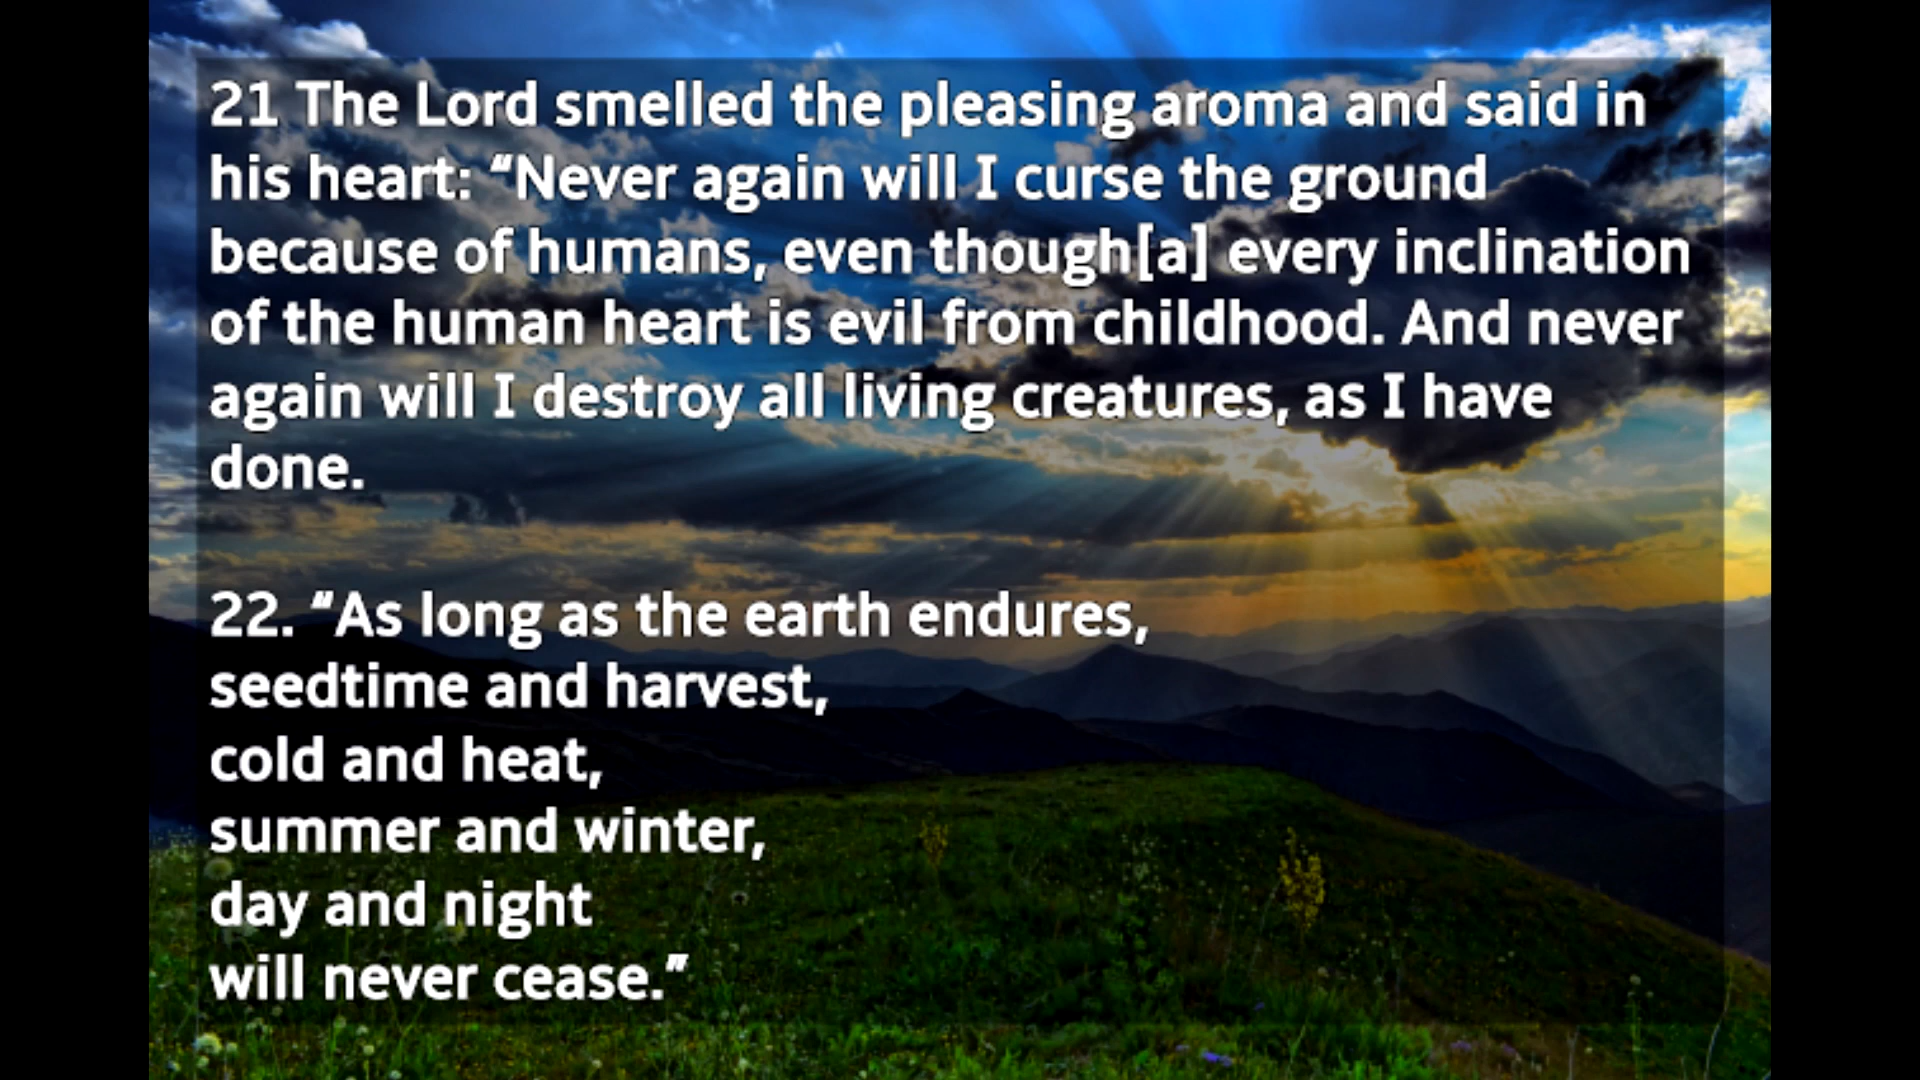 21 The Lord smelled the pleasing aroma and said in
his heart: “Never again will I curse the ground
because of humans, even though[a] every inclination
of the human heart is evil from childhood. And never
again will I destroy all living creatures, as I have
done.
22. “As long as the earth endures,
seedtime and harvest,
cold and heat,
summer and winter,
day and night
will never cease.”